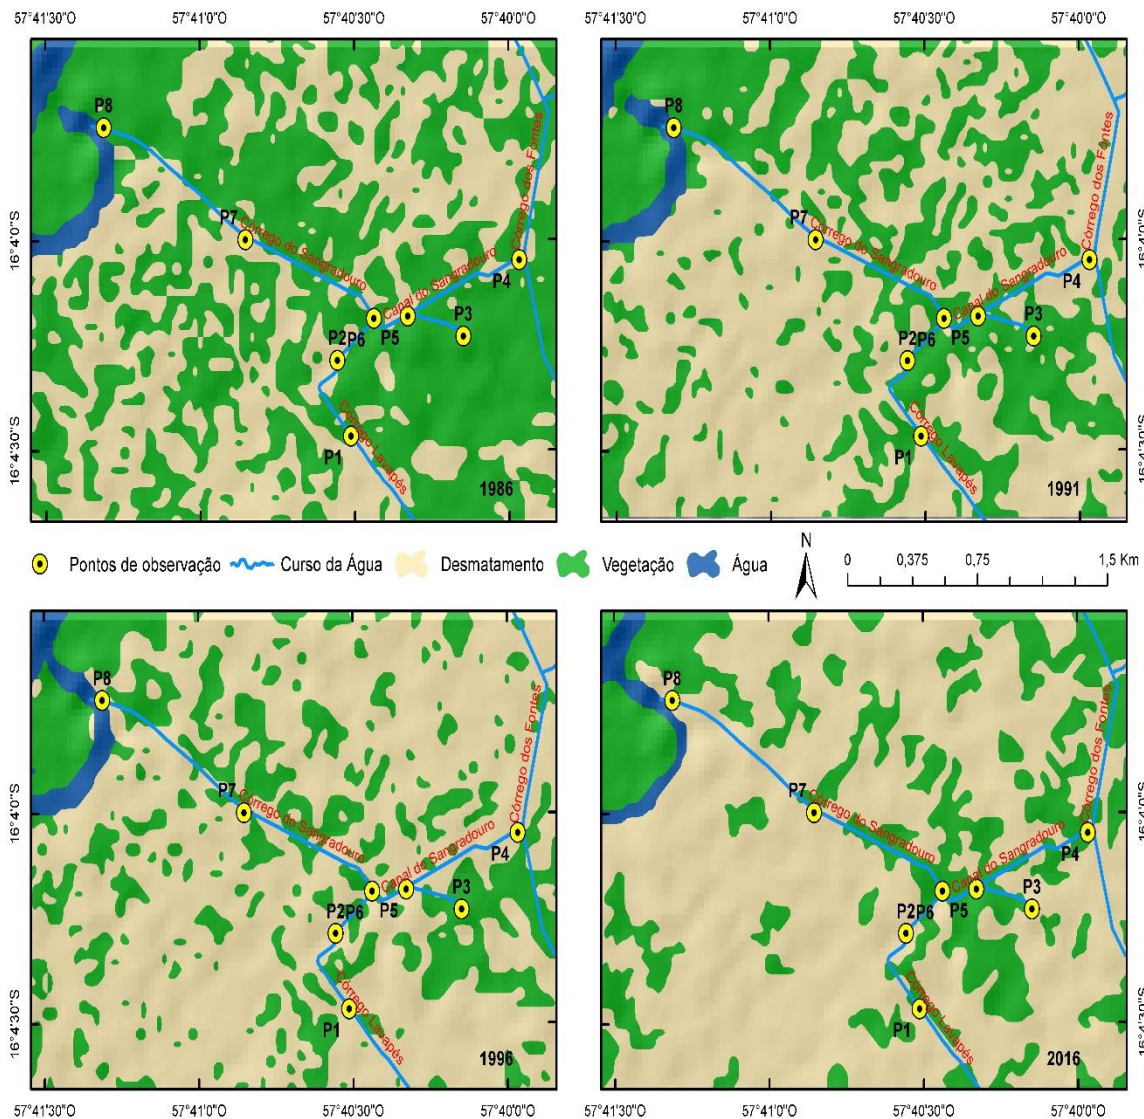 57°41'30"O 57°41'0"O 57°40'30"O 57°40'0"O 57°41'30"O 57°41'0"O 57°40'30"O 57°40'0"O
P8
P7
Córrego do Sangradouro
Canal do Sangradouro
Córrego dos Fontes
P4
P3
P5
P2 P6
Córrego Lavapés
P1
1986
16°4'0"S
16°4'30"S
P8
P7
Córrego do Sangradouro
Canal do Sangradouro
Córrego dos Fontes
P4
P3
P5
P2 P6
Córrego Lavapés
P1
1991
16°4'0"S
16°4'30"S
Pontos de observação Curso da Água Desmatamento Vegetação Água
N
0 0,375 0,75 1,5 Km
P8
P7
Córrego do Sangradouro
Canal do Sangradouro
Córrego dos Fontes
P4
P3
P5
P2 P6
Córrego Lavapés
P1
1996
16°4'0"S
16°4'30"S
P8
P7
Córrego do Sangradouro
Canal do Sangradouro
Córrego dos Fontes
P4
P3
P5
P2 P6
Córrego Lavapés
P1
2016
16°4'0"S
16°4'30"S
57°41'30"O 57°41'0"O 57°40'30"O 57°40'0"O 57°41'30"O 57°41'0"O 57°40'30"O 57°40'0"O